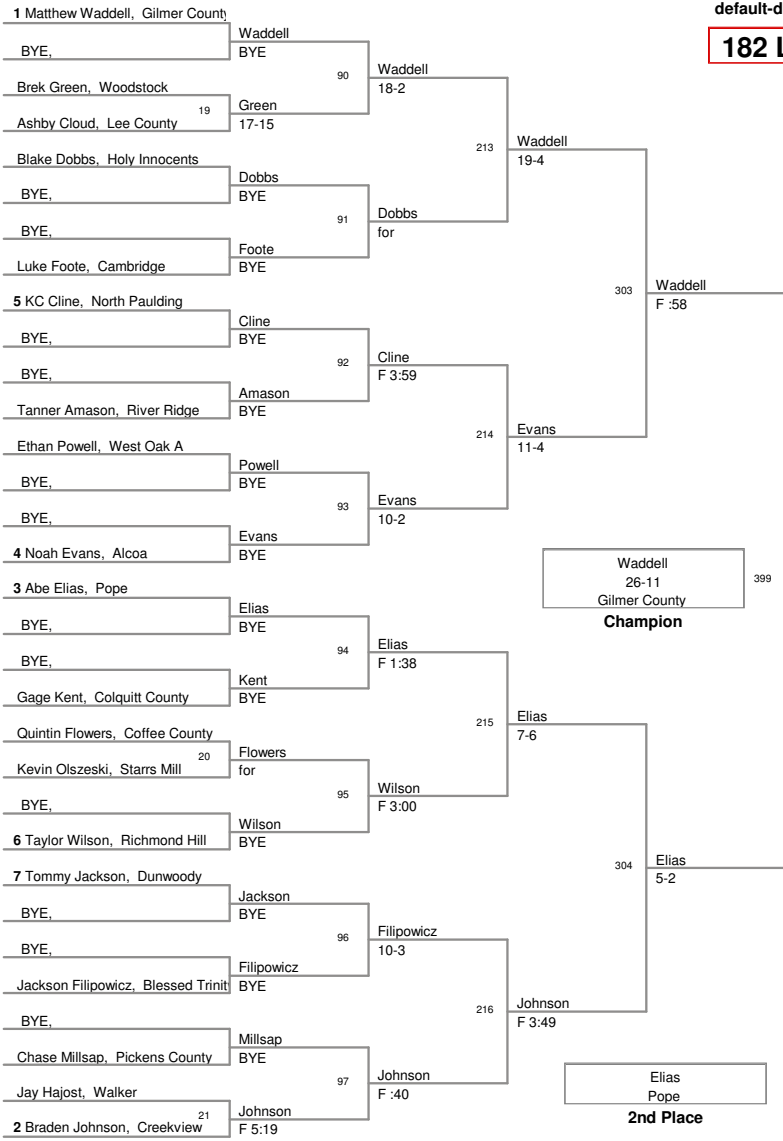 default-d
182 L
1 Matthew Waddell, Gilmer County
BYE,
Brek Green, Woodstock
19
Ashby Cloud, Lee County
Blake Dobbs, Holy Innocents
BYE,
BYE,
Luke Foote, Cambridge
5 KC Cline, North Paulding
BYE,
BYE,
Tanner Amason, River Ridge
Ethan Powell, West Oak A
BYE,
BYE,
4 Noah Evans, Alcoa
3 Abe Elias, Pope
BYE,
BYE,
Gage Kent, Colquitt County
Quintin Flowers, Coffee County
20
Kevin Olszeski, Starrs Mill
BYE,
6 Taylor Wilson, Richmond Hill
7 Tommy Jackson, Dunwoody
BYE,
BYE,
Jackson Filipowicz, Blessed Trinit
BYE,
Chase Millsap, Pickens County
Jay Hajost, Walker
21
2 Braden Johnson, Creekview
Waddell
BYE
90
Green
17-15
Dobbs
BYE
91
Foote
BYE
Cline
BYE
92
Amason
BYE
Powell
BYE
93
Evans
BYE
Elias
BYE
94
Kent
BYE
Flowers
for
95
Wilson
BYE
Jackson
BYE
96
Filipowicz
BYE
Millsap
BYE
97
Johnson
F 5:19
Waddell
18-2
213
Dobbs
for
Cline
F 3:59
214
Evans
10-2
Elias
F 1:38
215
Wilson
F 3:00
Filipowicz
10-3
216
Johnson
F :40
Waddell
19-4
303
Evans
11-4
Elias
7-6
304
Johnson
F 3:49
Waddell
F :58
Elias
5-2
Waddell
26-11
Gilmer County
399
Champion
Elias
Pope
2nd Place